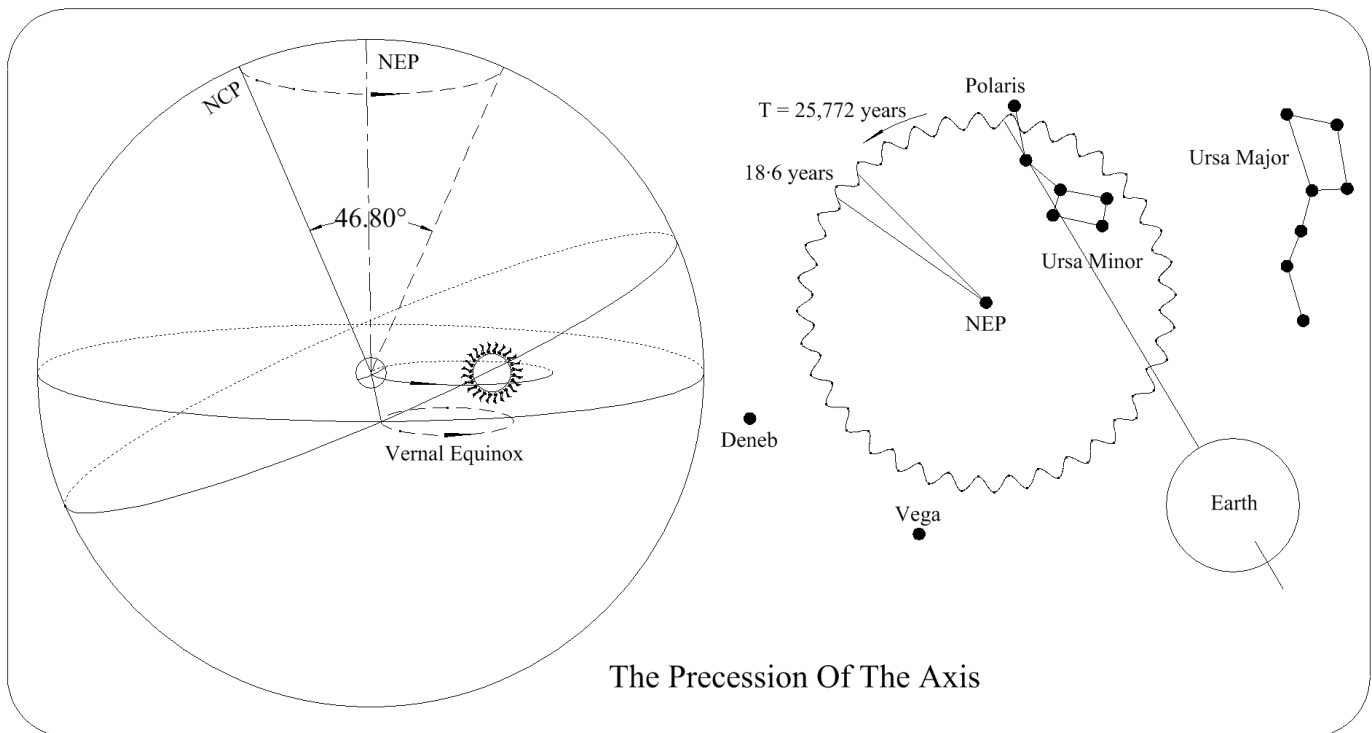 NEP
NCP
46.80°
Vernal Equinox
Polaris
T = 25,772 years
18·6 years
Ursa Major
Ursa Minor
NEP
Deneb
Vega
Earth
The Precession Of The Axis